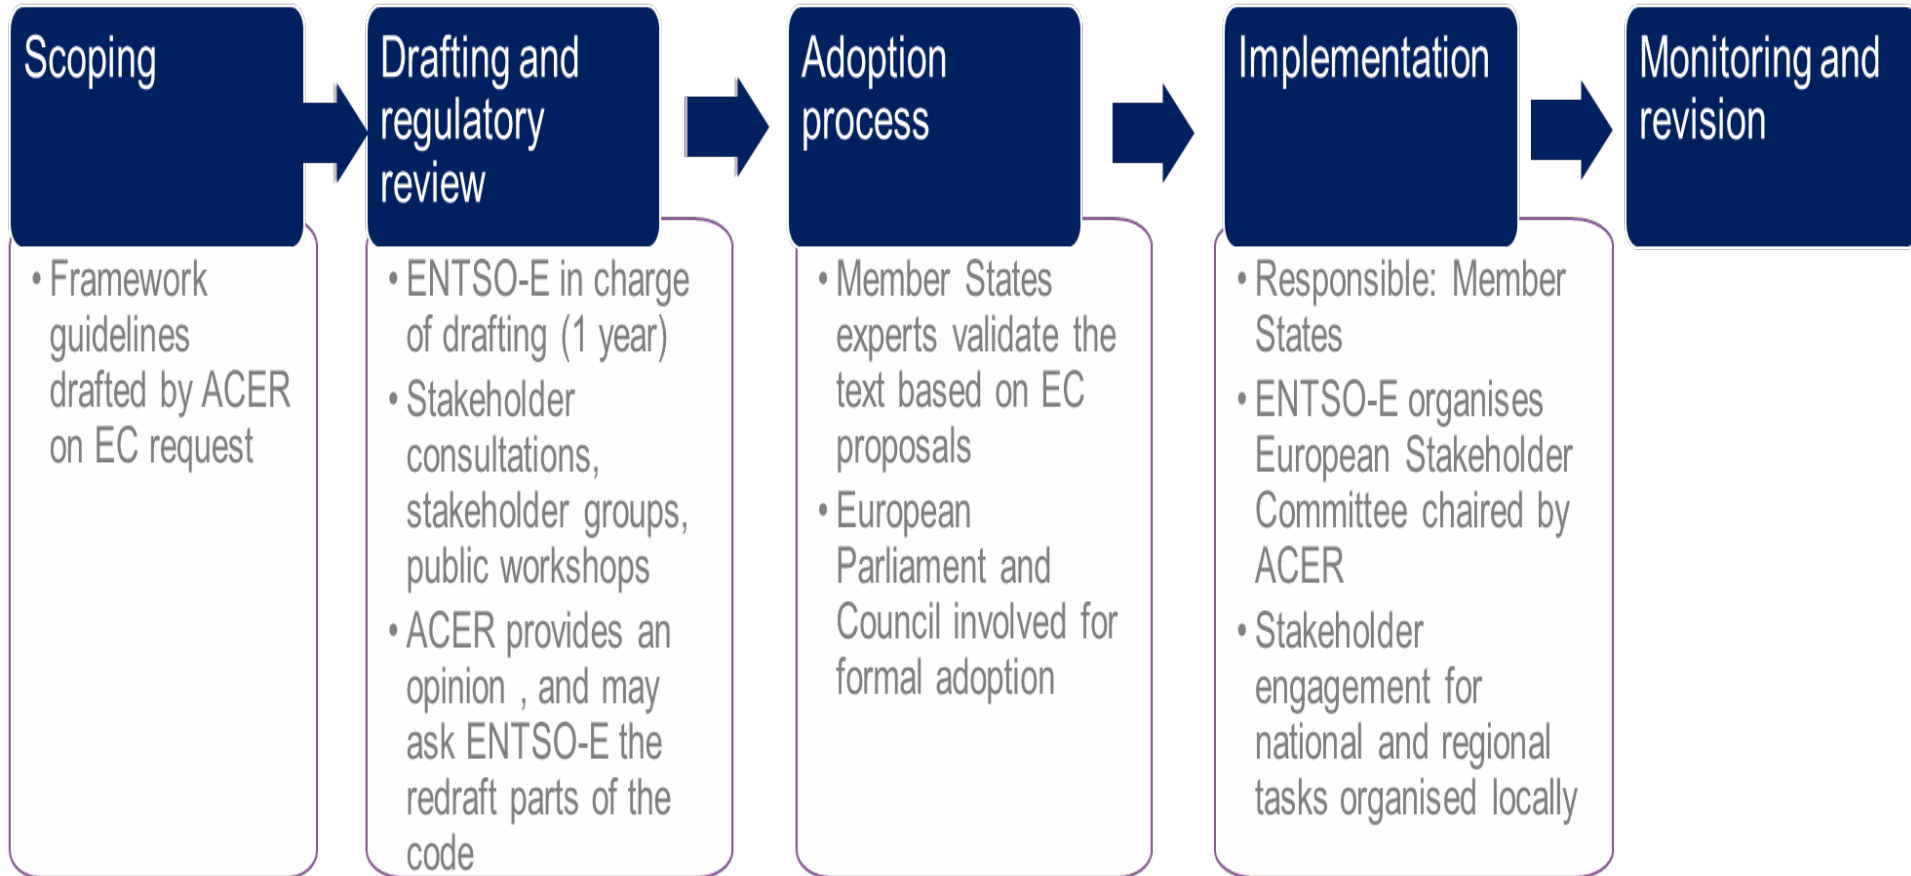 Scoping
• Framework
guidelines
drafted by ACER
on EC request
Drafting and
regulatory
review
• ENTSO-E in charge
of drafting (1 year)
• Stakeholder
consultations,
stakeholder groups,
public workshops
• ACER provides an
opinion , and may
ask ENTSO-E the
redraft parts of the
code
Adoption
process
• Member States
experts validate the
text based on EC
proposals
• European
Parliament and
Council involved for
formal adoption
Implementation
• Responsible: Member
States
• ENTSO-E organises
European Stakeholder
Committee chaired by
ACER
• Stakeholder
engagement for
national and regional
tasks organised locally
Monitoring and
revision